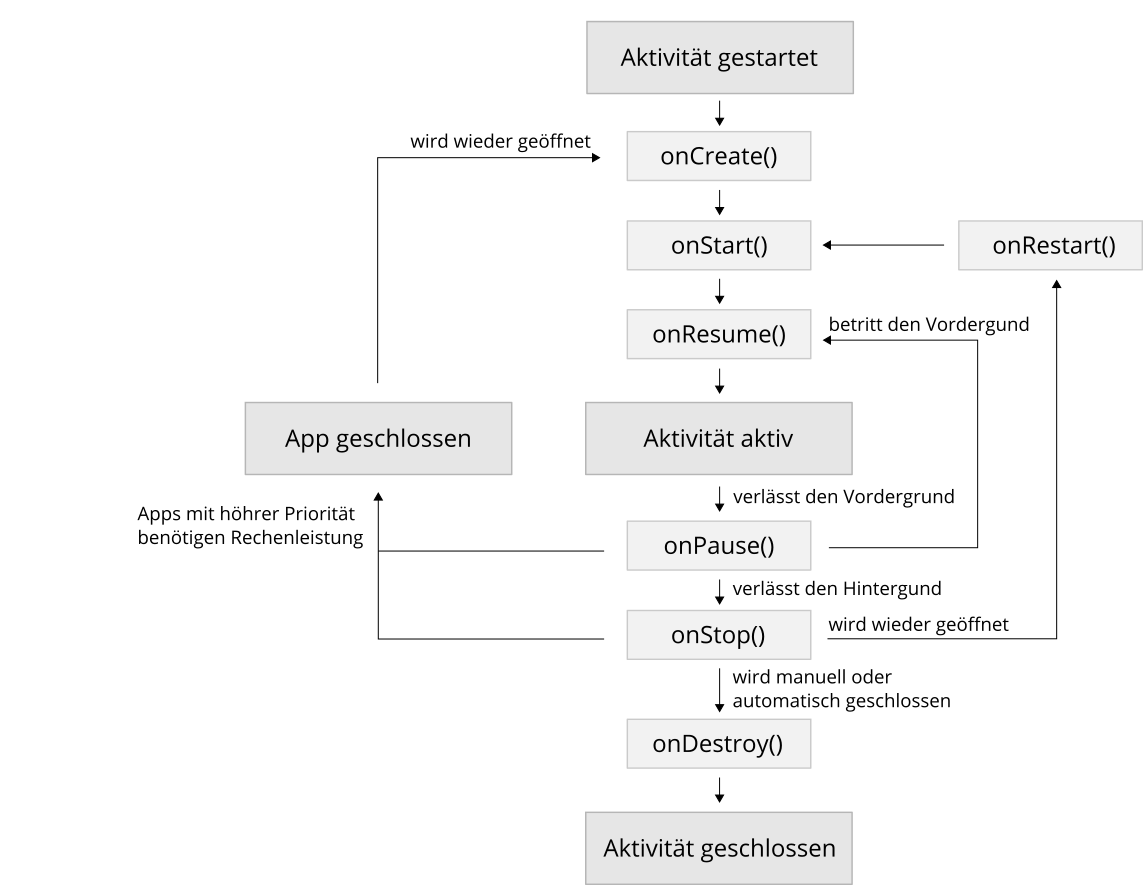 Aktivität gestartet
wird wieder geöffnet
onCreate()
onStart()
onRestart()
betritt den Vordergund
onResume()
App geschlossen
Aktivität aktiv
verlässt den Vordergrund
Apps mit höhrer Priorität
benötigen Rechenleistung
onPause()
verlässt den Hintergund
wird wieder geöffnet
onStop()
wird manuell oder
automatisch geschlossen
onDestroy()
Aktivität geschlossen